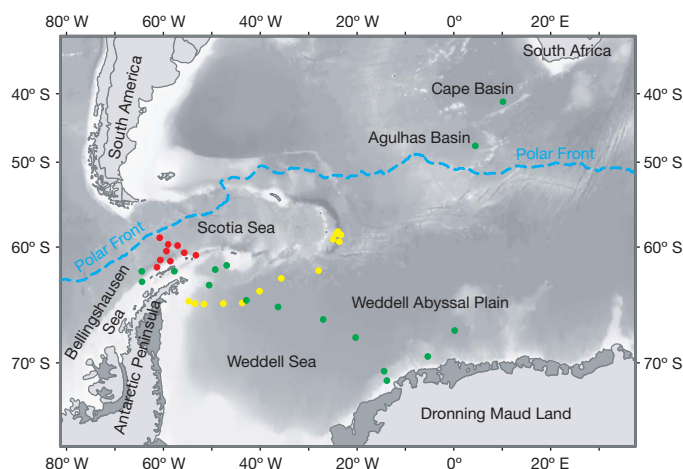 80° W 60° W 40° W 20° W 0° 20° E
South Africa
South America
Cape Basin
40° S 40° S
Agulhas Basin
Polar Front
50° S 50° S
Scotia Sea
Polar Front
60° S 60° S
Bellingshausen
Sea
Antarctic Peninsula
Weddell Abyssal Plain
Weddell Sea
70° S 70° S
Dronning Maud Land
80° W 60° W 40° W 20° W 0° 20° E